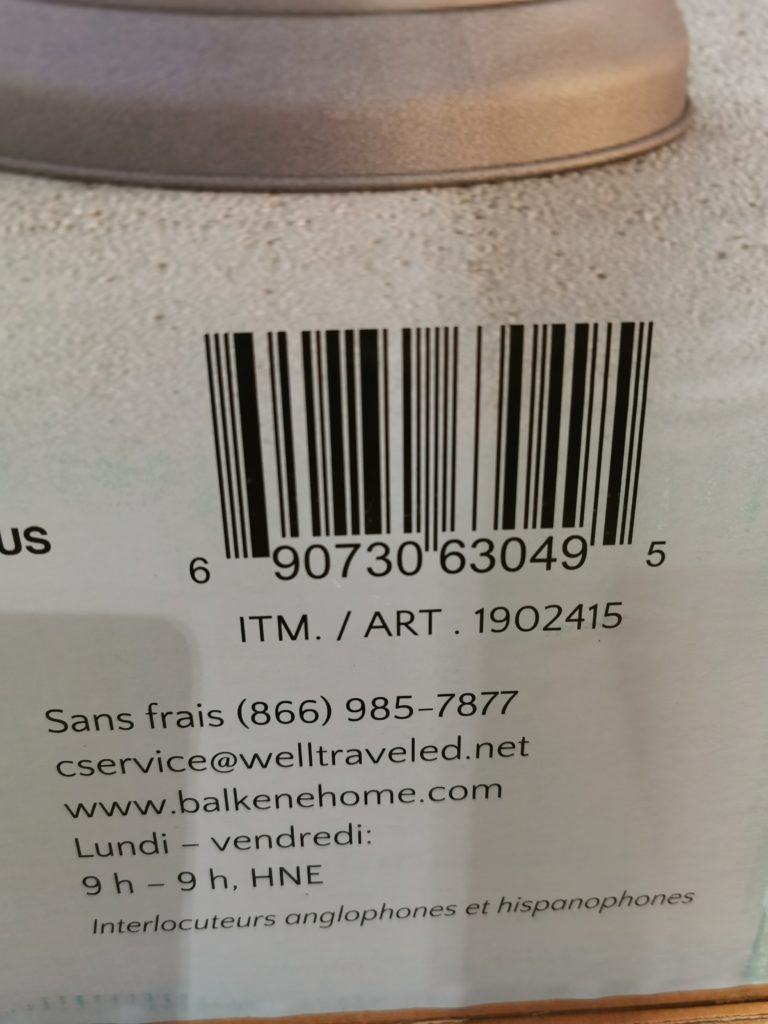 US
6 90730 63049 5
ITM. / ART . 1902415
Sans frais (866) 985-7877
cservice@welltraveled.net
www.balkenehome.com
Lundi – vendredi:
9 h – 9 h, HNE
Interlocuteurs anglophones et hispanophones